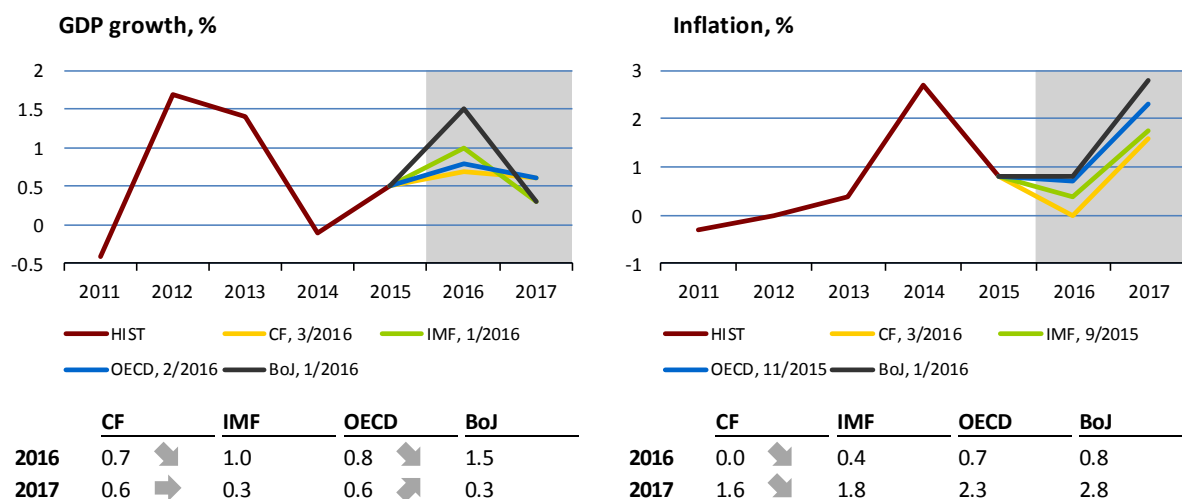 GDP growth, %
2
1.5
1
0.5
0
-0.5
2011 2012 2013 2014 2015 2016 2017
HIST CF, 3/2016 IMF, 1/2016
OECD, 2/2016 BoJ, 1/2016
CF IMF OECD BoJ
2016 0.7 1.0 0.8 1.5
2017 0.6 0.3 0.6 0.3
Inflation, %
3
2
1
0
-1
2011 2012 2013 2014 2015 2016 2017
HIST CF, 3/2016 IMF, 9/2015
OECD, 11/2015 BoJ, 1/2016
CF IMF OECD BoJ
2016 0.0 0.4 0.7 0.8
2017 1.6 1.8 2.3 2.8